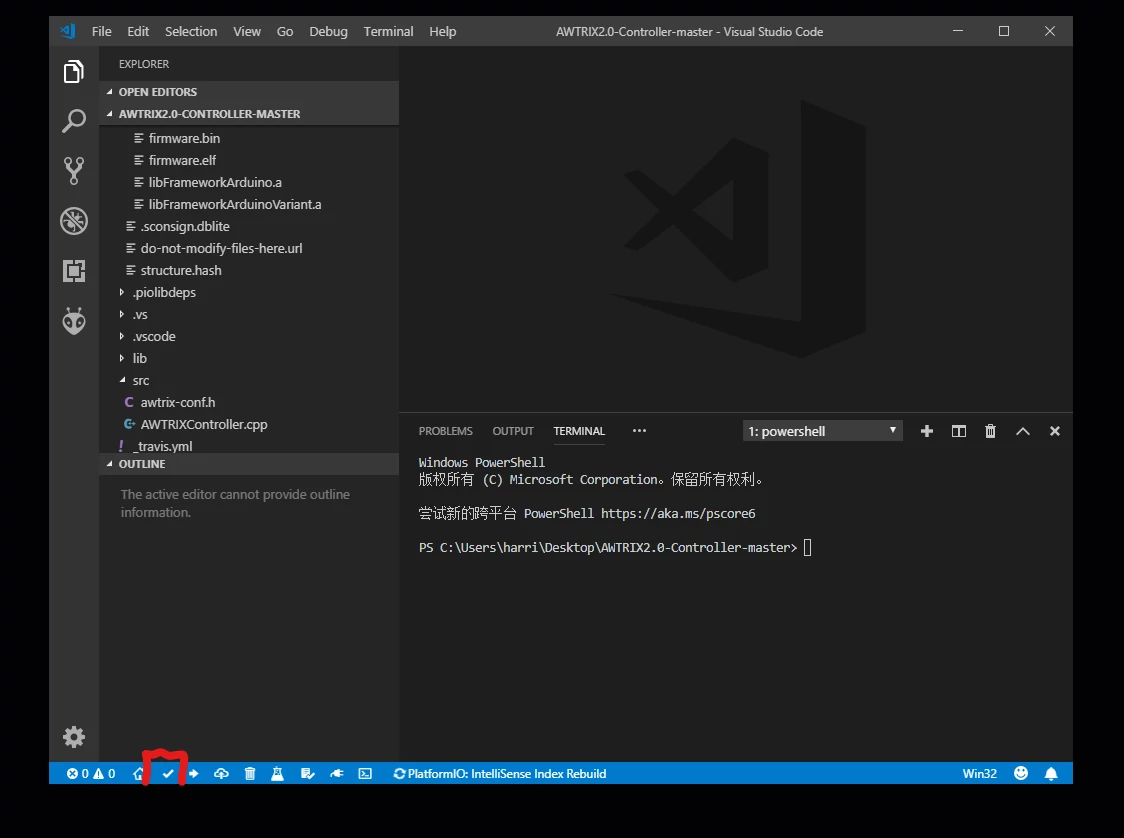 File Edit Selection View Go Debug Terminal Help AWTRIX2.0-Controller-master - Visual Studio Code
EXPLORER
OPEN EDITORS
AWTRIX2.0-CONTROLLER-MASTER
firmware.bin
firmware.elf
libFrameworkArduino.a
libFrameworkArduinoVariant.a
.sconsign.dblite
do-not-modify-files-here.url
structure.hash
.piolibdeps
.vs
.vscode
lib
src
awtrix-conf.h
AWTRIXController.cpp
_travis.yml
OUTLINE
The active editor cannot provide outline
information.
PROBLEMS OUTPUT TERMINAL ••• 1: powershell
Windows PowerShell
版权所有 (C) Microsoft Corporation。保留所有权利。
尝试新的跨平台 PowerShell https://aka.ms/pscore6
PS C:\Users\harri\Desktop\AWTRIX2.0-Controller-master>
0 0 PlatformIO: IntelliSense Index Rebuild Win32